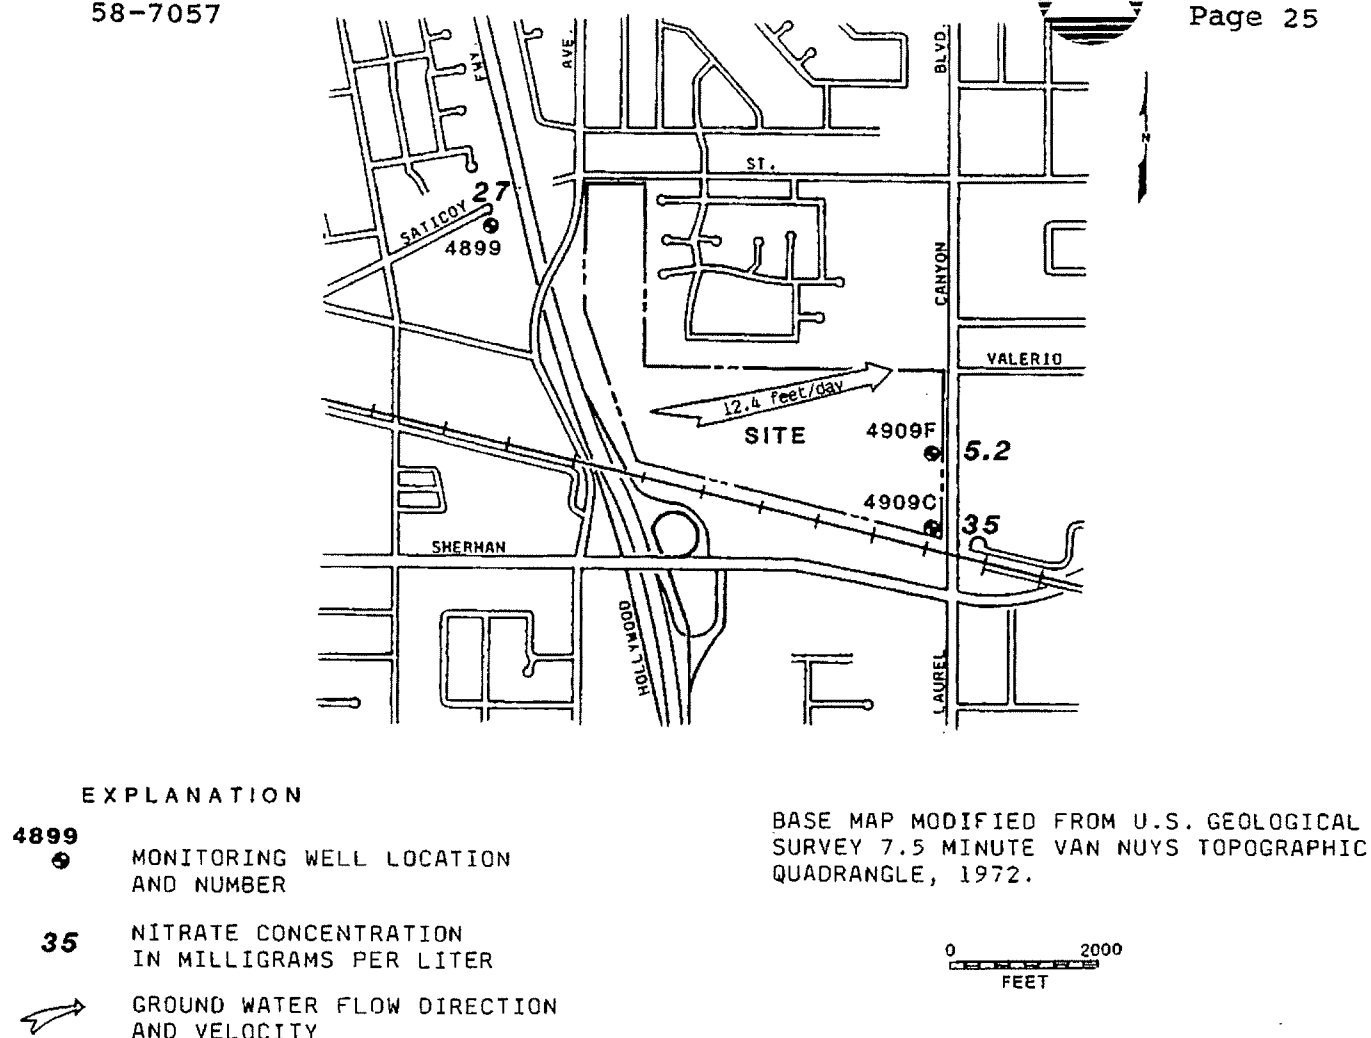 58-7057
Page 25
FWY.
AVE.
BLVD.
N
ST.
27
SATICOY
4899
CANYON
VALERIO
12.4 feet/day
SITE
4909F
5.2
4909C
35
SHERMAN
HOLLYWOOD
LAUREL
EXPLANATION
4899
MONITORING WELL LOCATION
AND NUMBER
35
NITRATE CONCENTRATION
IN MILLIGRAMS PER LITER
GROUND WATER FLOW DIRECTION
AND VELOCITY
BASE MAP MODIFIED FROM U.S. GEOLOGICAL
SURVEY 7.5 MINUTE VAN NUYS TOPOGRAPHIC
QUADRANGLE, 1972.
0 2000
FEET